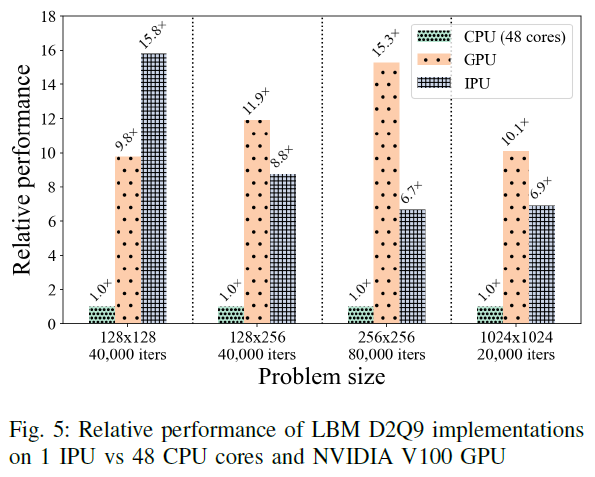 Relative performance
18
16
14
12
10
8
6
4
2
0
CPU (48 cores)
GPU
IPU
1.0×
9.8×
15.8×
1.0×
11.9×
8.8×
1.0×
15.3×
6.7×
1.0×
10.1×
6.9×
128x128
40,000 iters
128x256
40,000 iters
256x256
80,000 iters
1024x1024
20,000 iters
Problem size
Fig. 5: Relative performance of LBM D2Q9 implementations
on 1 IPU vs 48 CPU cores and NVIDIA V100 GPU